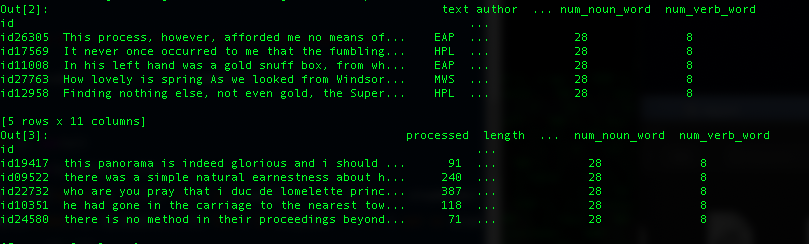 Out[2]: text author ... num_noun_word num_verb_word
id ...
id26305 This process, however, afforded me no means of... EAP ... 28 8
id17569 It never once occurred to me that the fumbling... HPL ... 28 8
id11008 In his left hand was a gold snuff box, from wh... EAP ... 28 8
id27763 How lovely is spring As we looked from Windsor... MWS ... 28 8
id12958 Finding nothing else, not even gold, the Super... HPL ... 28 8
[5 rows x 11 columns]
Out[3]: processed length ... num_noun_word num_verb_word
id ...
id19417 this panorama is indeed glorious and i should ... 91 ... 28 8
id09522 there was a simple natural earnestness about h... 240 ... 28 8
id22732 who are you pray that i duc de lomelette princ... 387 ... 28 8
id10351 he had gone in the carriage to the nearest tow... 118 ... 28 8
id24580 there is no method in their proceedings beyond... 71 ... 28 8